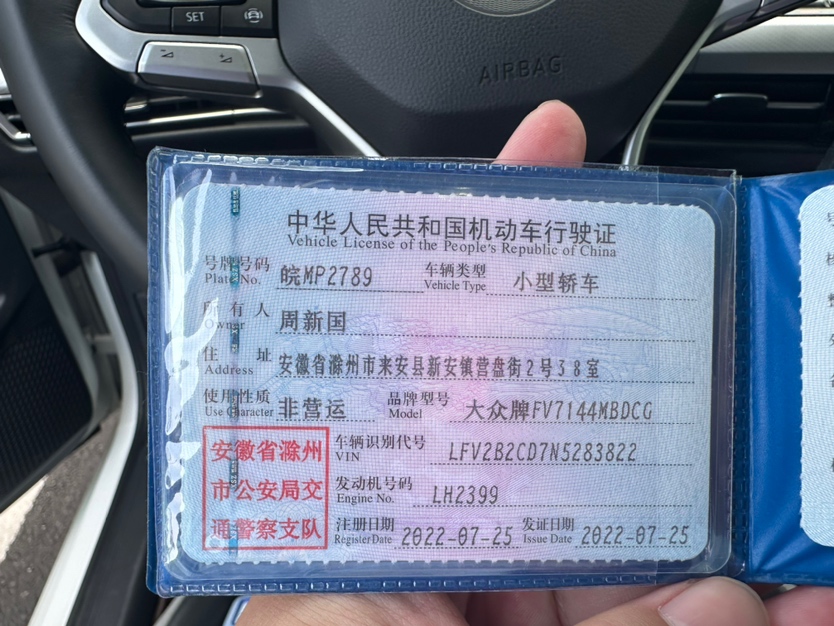 SET
AIRBAG
中华人民共和国机动车行驶证
Vehicle License of the People's Republic of China
号牌号码 皖MP2789 车辆类型 小型轿车
Plate No. Vehicle Type
所有人 周新国
Owner
住址 安徽省滁州市来安县新安镇营盘街2号38室
Address
使用性质 非营运 品牌型号 大众牌FV7144MBDCG
Use Character Model
安徽省滁州
市公安局交
通警察支队
车辆识别代号 LFV2B2CD7N5283822
VIN
发动机号码 LH2399
Engine No.
注册日期 2022-07-25 发证日期 2022-07-25
Register Date Issue Date